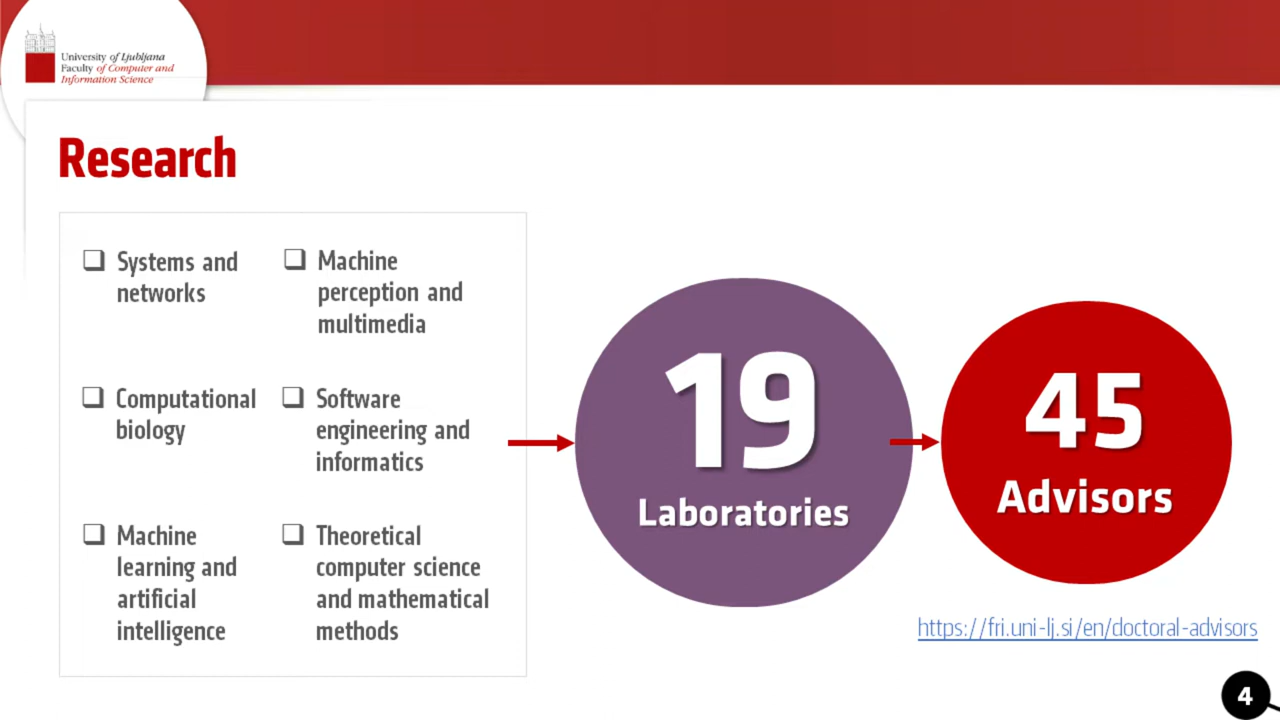 University of Ljubljana
Faculty of Computer and
Information Science
Research
❑ Systems and
networks
❑ Machine
perception and
multimedia
❑ Computational
biology
❑ Software
engineering and
informatics
❑ Machine
learning and
artificial
intelligence
❑ Theoretical
computer science
and mathematical
methods
19
Laboratories
45
Advisors
https://fri.uni-lj.si/en/doctoral-advisors
4